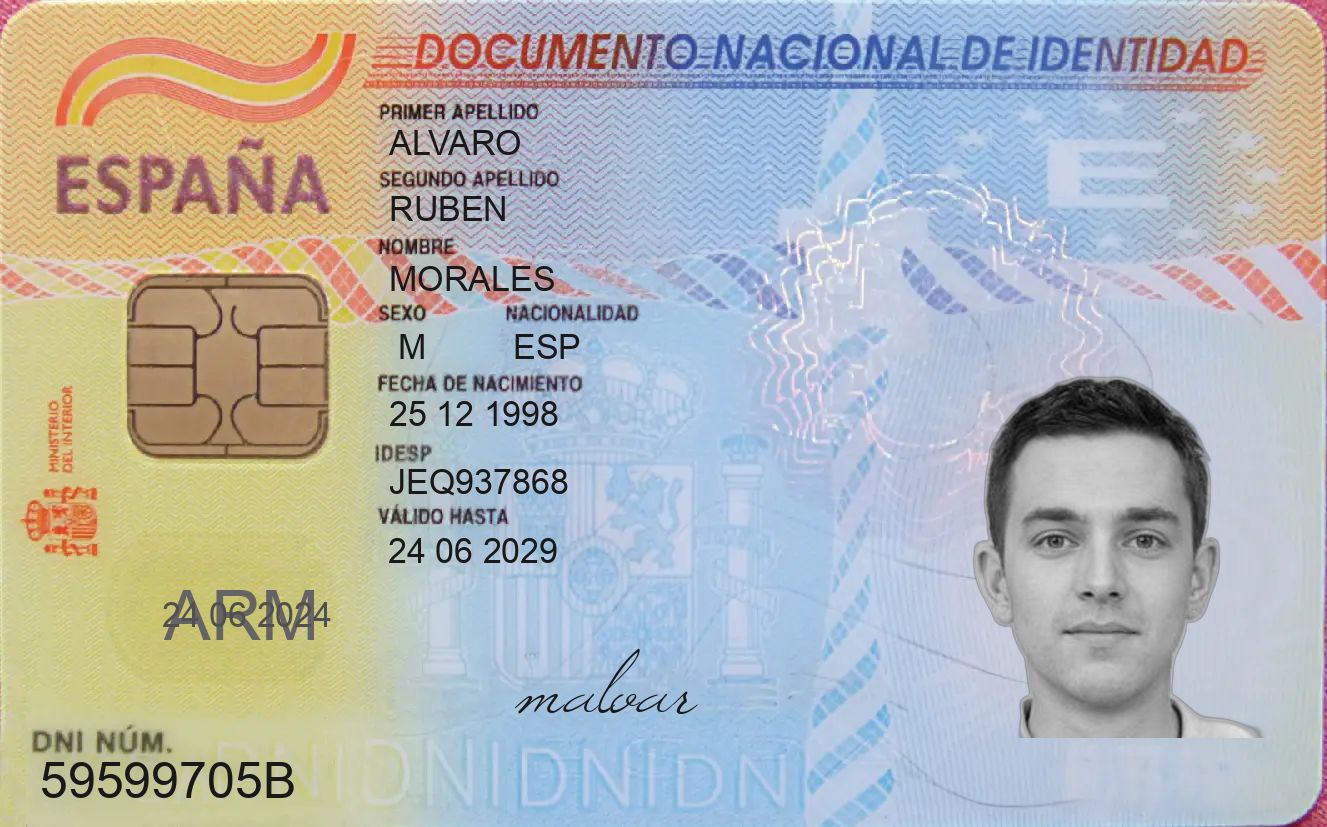 DOCUMENTO NACIONAL DE IDENTIDAD
ESPAÑA
PRIMER APELLIDO
ALVARO
SEGUNDO APELLIDO
RUBEN
NOMBRE
MORALES
SEXO NACIONALIDAD
M ESP
FECHA DE NACIMIENTO
25 12 1998
IDESP
JEQ937868
VÁLIDO HASTA
24 06 2029
MINISTERIO
DEL INTERIOR
E
ARM
24 06 2024
malvar
DNI NÚM.
59599705B
DNIDNIDNIDNI